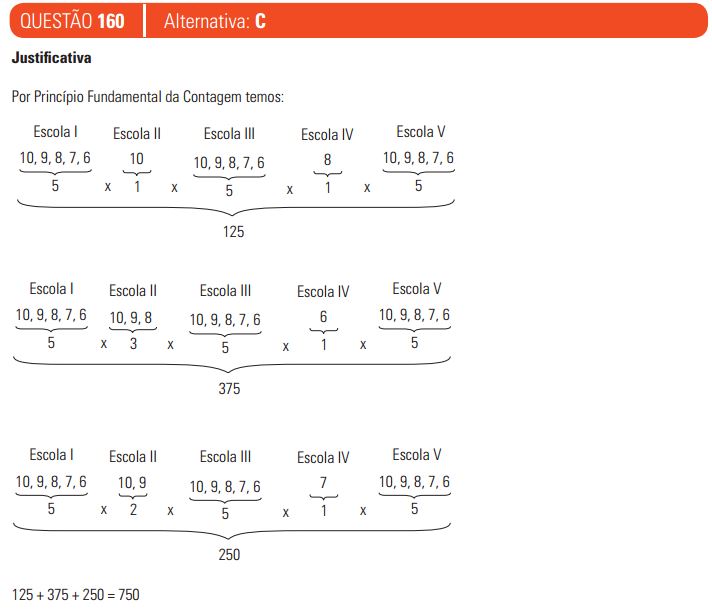 QUESTÃO 160 Alternativa: C
Justificativa
Por Princípio Fundamental da Contagem temos:
Escola I Escola II Escola III Escola IV Escola V
10, 9, 8, 7, 6 10 10, 9, 8, 7, 6 8 10, 9, 8, 7, 6
5 x 1 x 5 x 1 x 5
125
Escola I Escola II Escola III Escola IV Escola V
10, 9, 8, 7, 6 10, 9, 8 10, 9, 8, 7, 6 6 10, 9, 8, 7, 6
5 x 3 x 5 x 1 x 5
375
Escola I Escola II Escola III Escola IV Escola V
10, 9, 8, 7, 6 10, 9 10, 9, 8, 7, 6 7 10, 9, 8, 7, 6
5 x 2 x 5 x 1 x 5
250
125 + 375 + 250 = 750